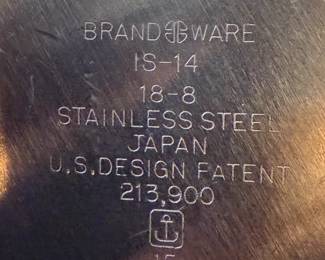 BRAND WARE
IS-14
18-8
STAINLESS STEEL
JAPAN
U.S. DESIGN PATENT
213,900